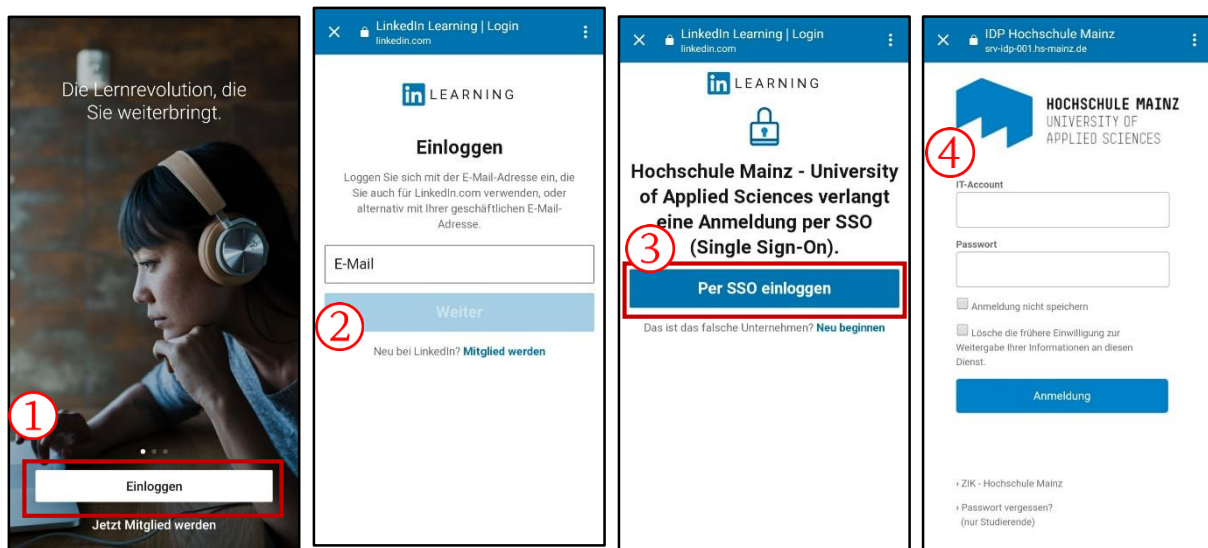 Die Lernrevolution, die
Sie weiterbringt.
1
Einloggen
Jetzt Mitglied werden
LinkedIn Learning | Login
linkedin.com
in LEARNING
Einloggen
Loggen Sie sich mit der E-Mail-Adresse ein, die
Sie auch für LinkedIn.com verwenden, oder
alternativ mit Ihrer geschäftlichen E-Mail-
Adresse.
E-Mail
2
Weiter
Neu bei LinkedIn? Mitglied werden
LinkedIn Learning | Login
linkedin.com
in LEARNING
Hochschule Mainz - University
of Applied Sciences verlangt
eine Anmeldung per SSO
(Single Sign-On).
3
Per SSO einloggen
Das ist das falsche Unternehmen? Neu beginnen
IDP Hochschule Mainz
srv-idp-001.hs-mainz.de
HOCHSCHULE MAINZ
UNIVERSITY OF
APPLIED SCIENCES
4
IT-Account
Passwort
Anmeldung nicht speichern
Lösche die frühere Einwilligung zur
Weitergabe Ihrer Informationen an diesen
Dienst.
Anmeldung
› ZIK - Hochschule Mainz
› Passwort vergessen?
(nur Studierende)